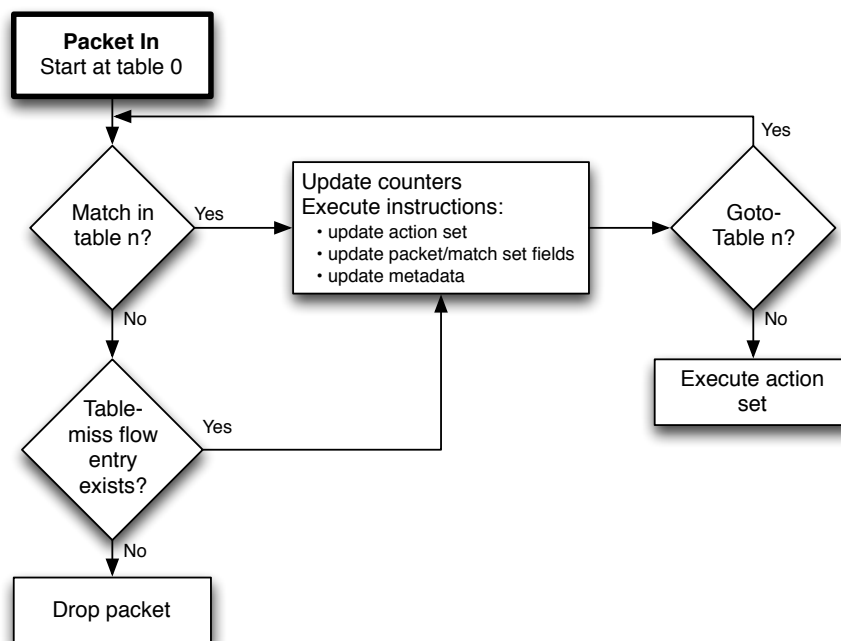 Packet In
Start at table 0
Yes
Match in
table n?
Yes
Update counters
Execute instructions:
• update action set
• update packet/match set fields
• update metadata
Goto-
Table n?
No
No
Execute action
set
Table-
miss flow
entry
exists?
Yes
No
Drop packet